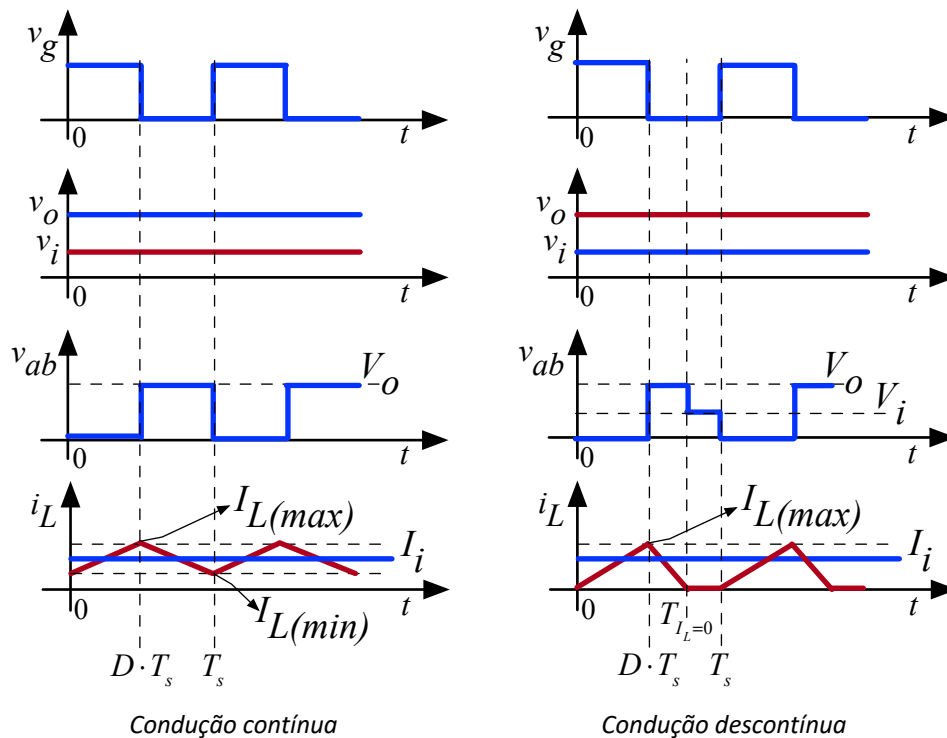 v_g
0
t
v_o
v_i
0
t
v_ab
V_o
0
t
i_L
I_L(max)
I_i
0
I_L(min)
t
D · T_s
T_s
Condução contínua
v_g
0
t
v_o
v_i
0
t
v_ab
V_o
V_i
0
t
i_L
I_L(max)
I_i
0
T_{I_L=0}
t
D · T_s
T_s
Condução descontínua